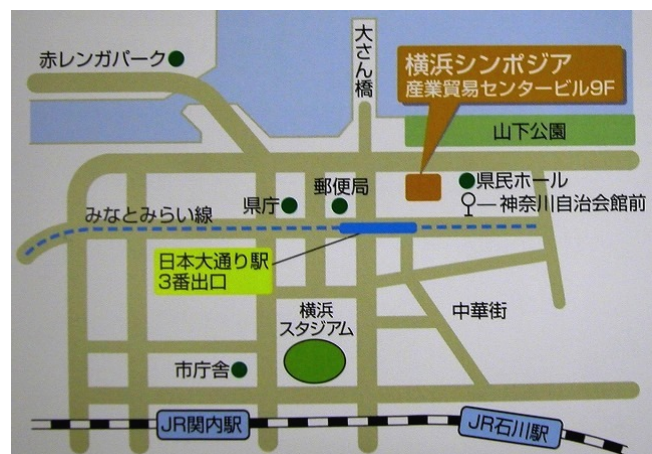 赤レンガパーク
大さん橋
横浜シンポジア
産業貿易センタービル9F
山下公園
県民ホール
神奈川自治会館前
郵便局
県庁
みなとみらい線
日本大通り駅
3番出口
横浜
スタジアム
中華街
市庁舎
JR関内駅
JR石川駅